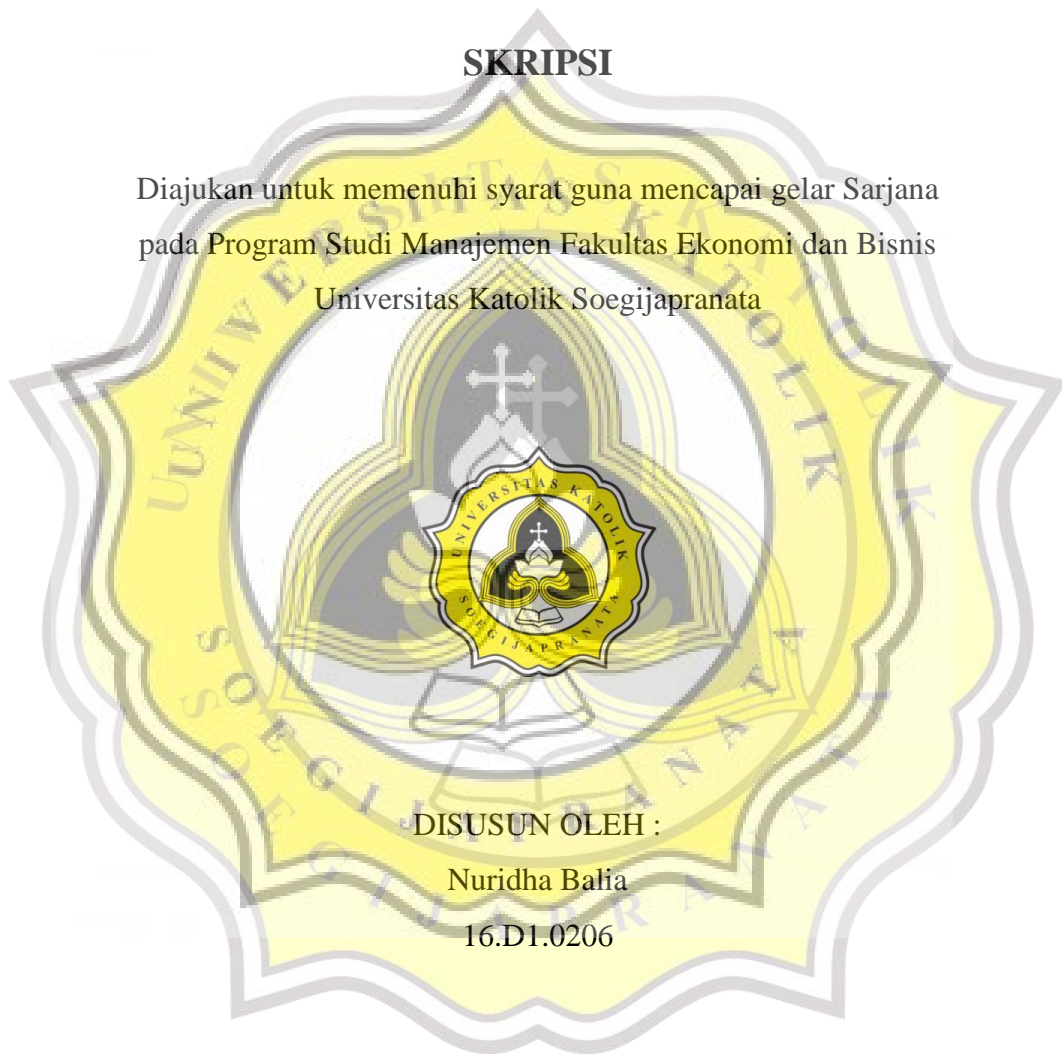 SKRIPSI
Diajukan untuk memenuhi syarat guna mencapai gelar Sarjana
pada Program Studi Manajemen Fakultas Ekonomi dan Bisnis
Universitas Katolik Soegijapranata
UNIVERSITAS KATOLIK
SOEGIJAPRANATA
DISUSUN OLEH :
Nuridha Balia
16.D1.0206